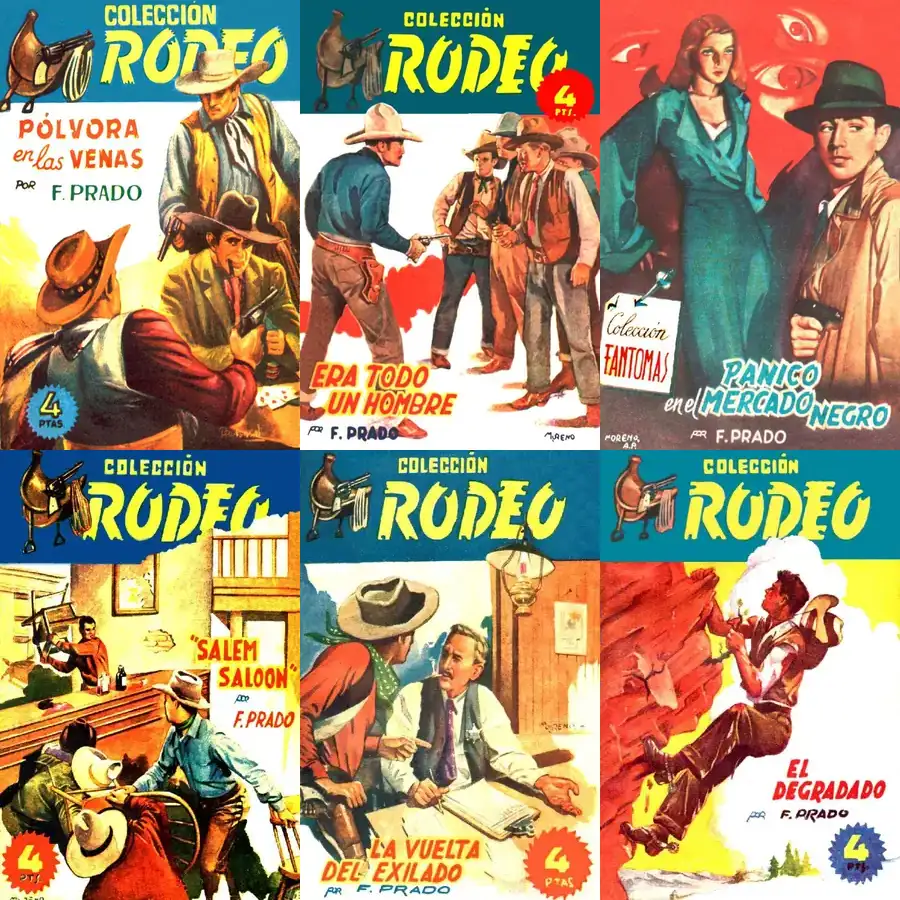 COLECCIÓN
RODEO
PÓLVORA
en las VENAS
POR F. PRADO
4
PTAS.
COLECCIÓN
RODEO
4
PTS.
ERA TODO
UN HOMBRE
POR F. PRADO
MORENO
Colección
FANTOMAS
PANICO
en el MERCADO
NEGRO
MORENO,
A.P.
POR F. PRADO
COLECCIÓN
RODEO
"SALEM
SALOON"
POR
F. PRADO
4
PTS.
COLECCIÓN
RODEO
MORENO
LA VUELTA
DEL EXILADO
POR F. PRADO
4
PTAS
COLECCIÓN
RODEO
EL
DEGRADADO
POR F. PRADO
4
PTS.